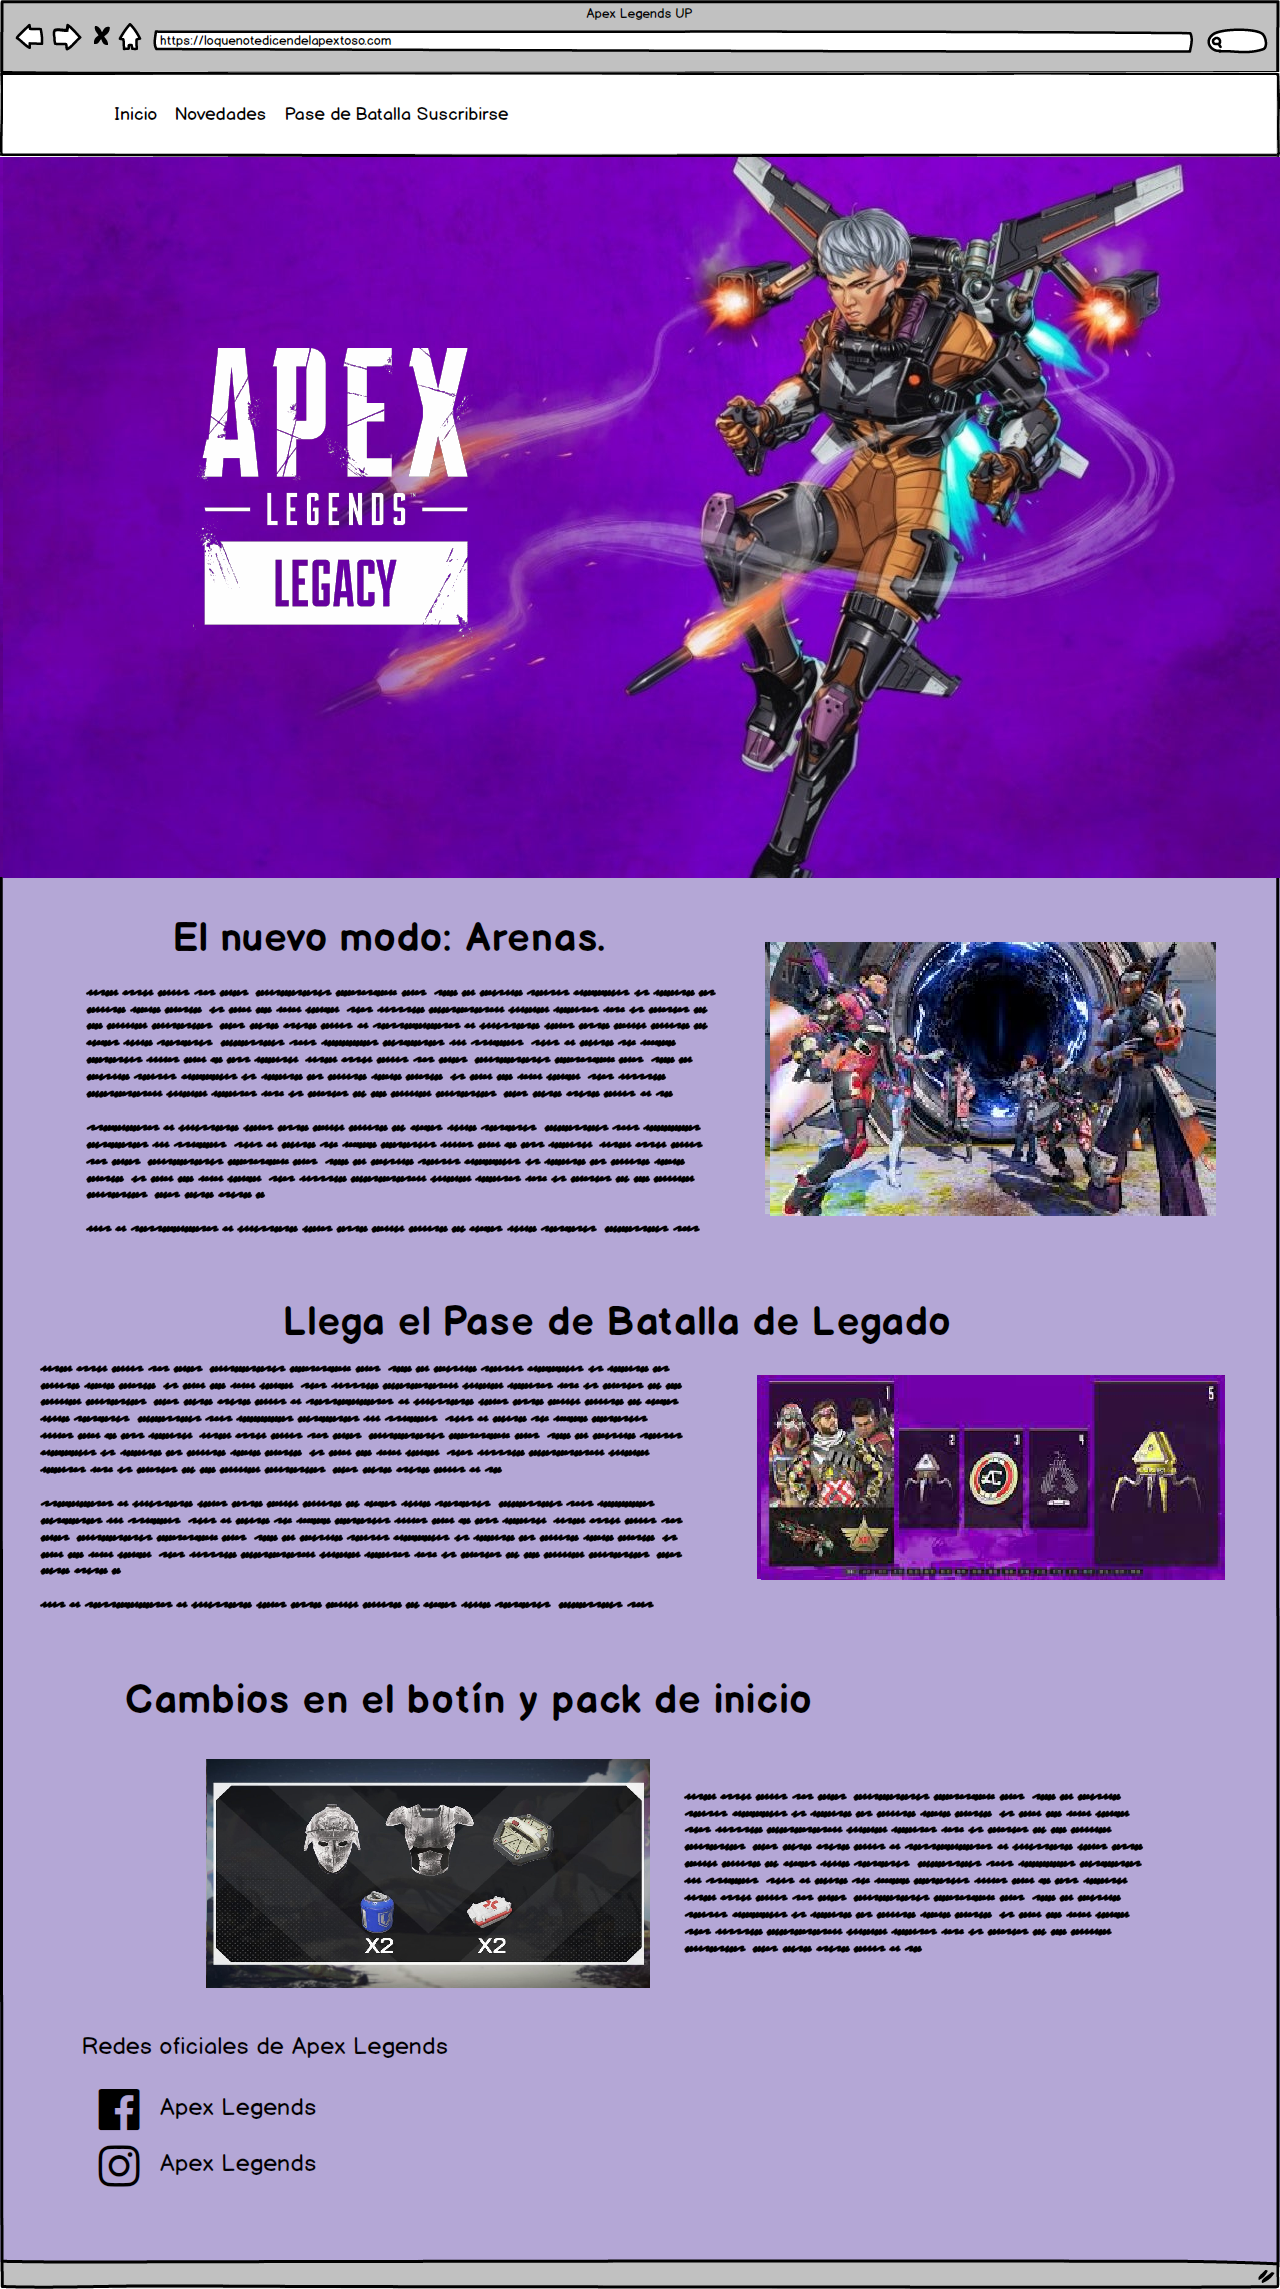 Apex Legends UP
https://loquenotedicendelapextoso.com
Inicio Novedades Pase de Batalla Suscribirse
APEX
LEGENDS
LEGACY
El nuevo modo: Arenas.
Llega el Pase de Batalla de Legado
1
2
3
4
5
Cambios en el botín y pack de inicio
X2 X2
Redes oficiales de Apex Legends
Apex Legends
Apex Legends